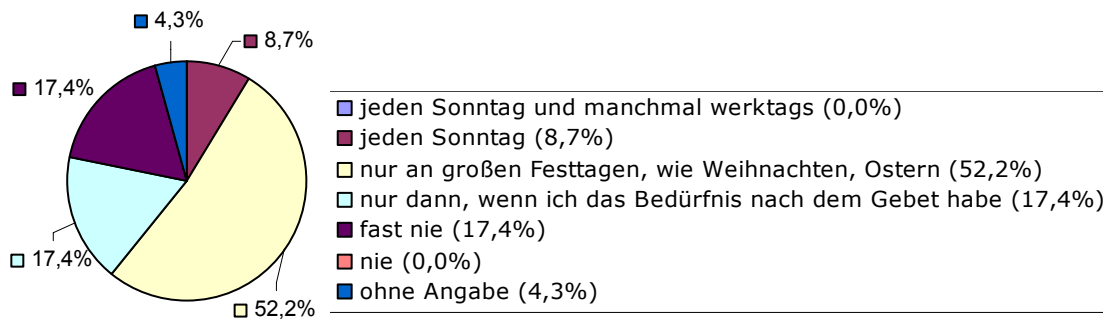 4,3%
8,7%
17,4%
17,4%
52,2%
jeden Sonntag und manchmal werktags (0,0%)
jeden Sonntag (8,7%)
nur an großen Festtagen, wie Weihnachten, Ostern (52,2%)
nur dann, wenn ich das Bedürfnis nach dem Gebet habe (17,4%)
fast nie (17,4%)
nie (0,0%)
ohne Angabe (4,3%)